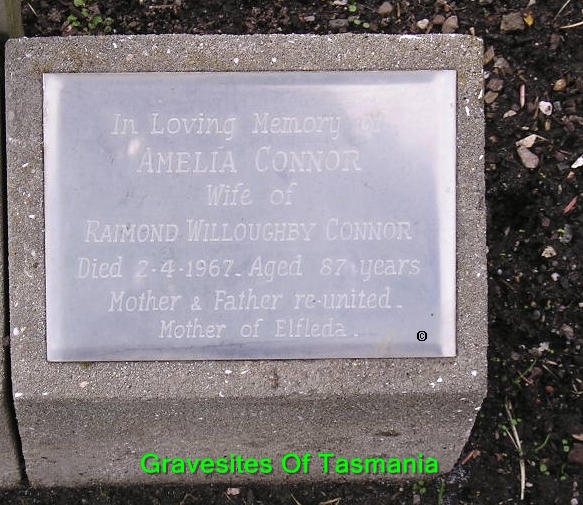 In Loving Memory of
AMELIA CONNOR
Wife of
RAIMOND WILLOUGHBY CONNOR
Died 2-4-1967. Aged 87 years
Mother & Father re-united.
Mother of Elfleda.
©
Gravesites Of Tasmania